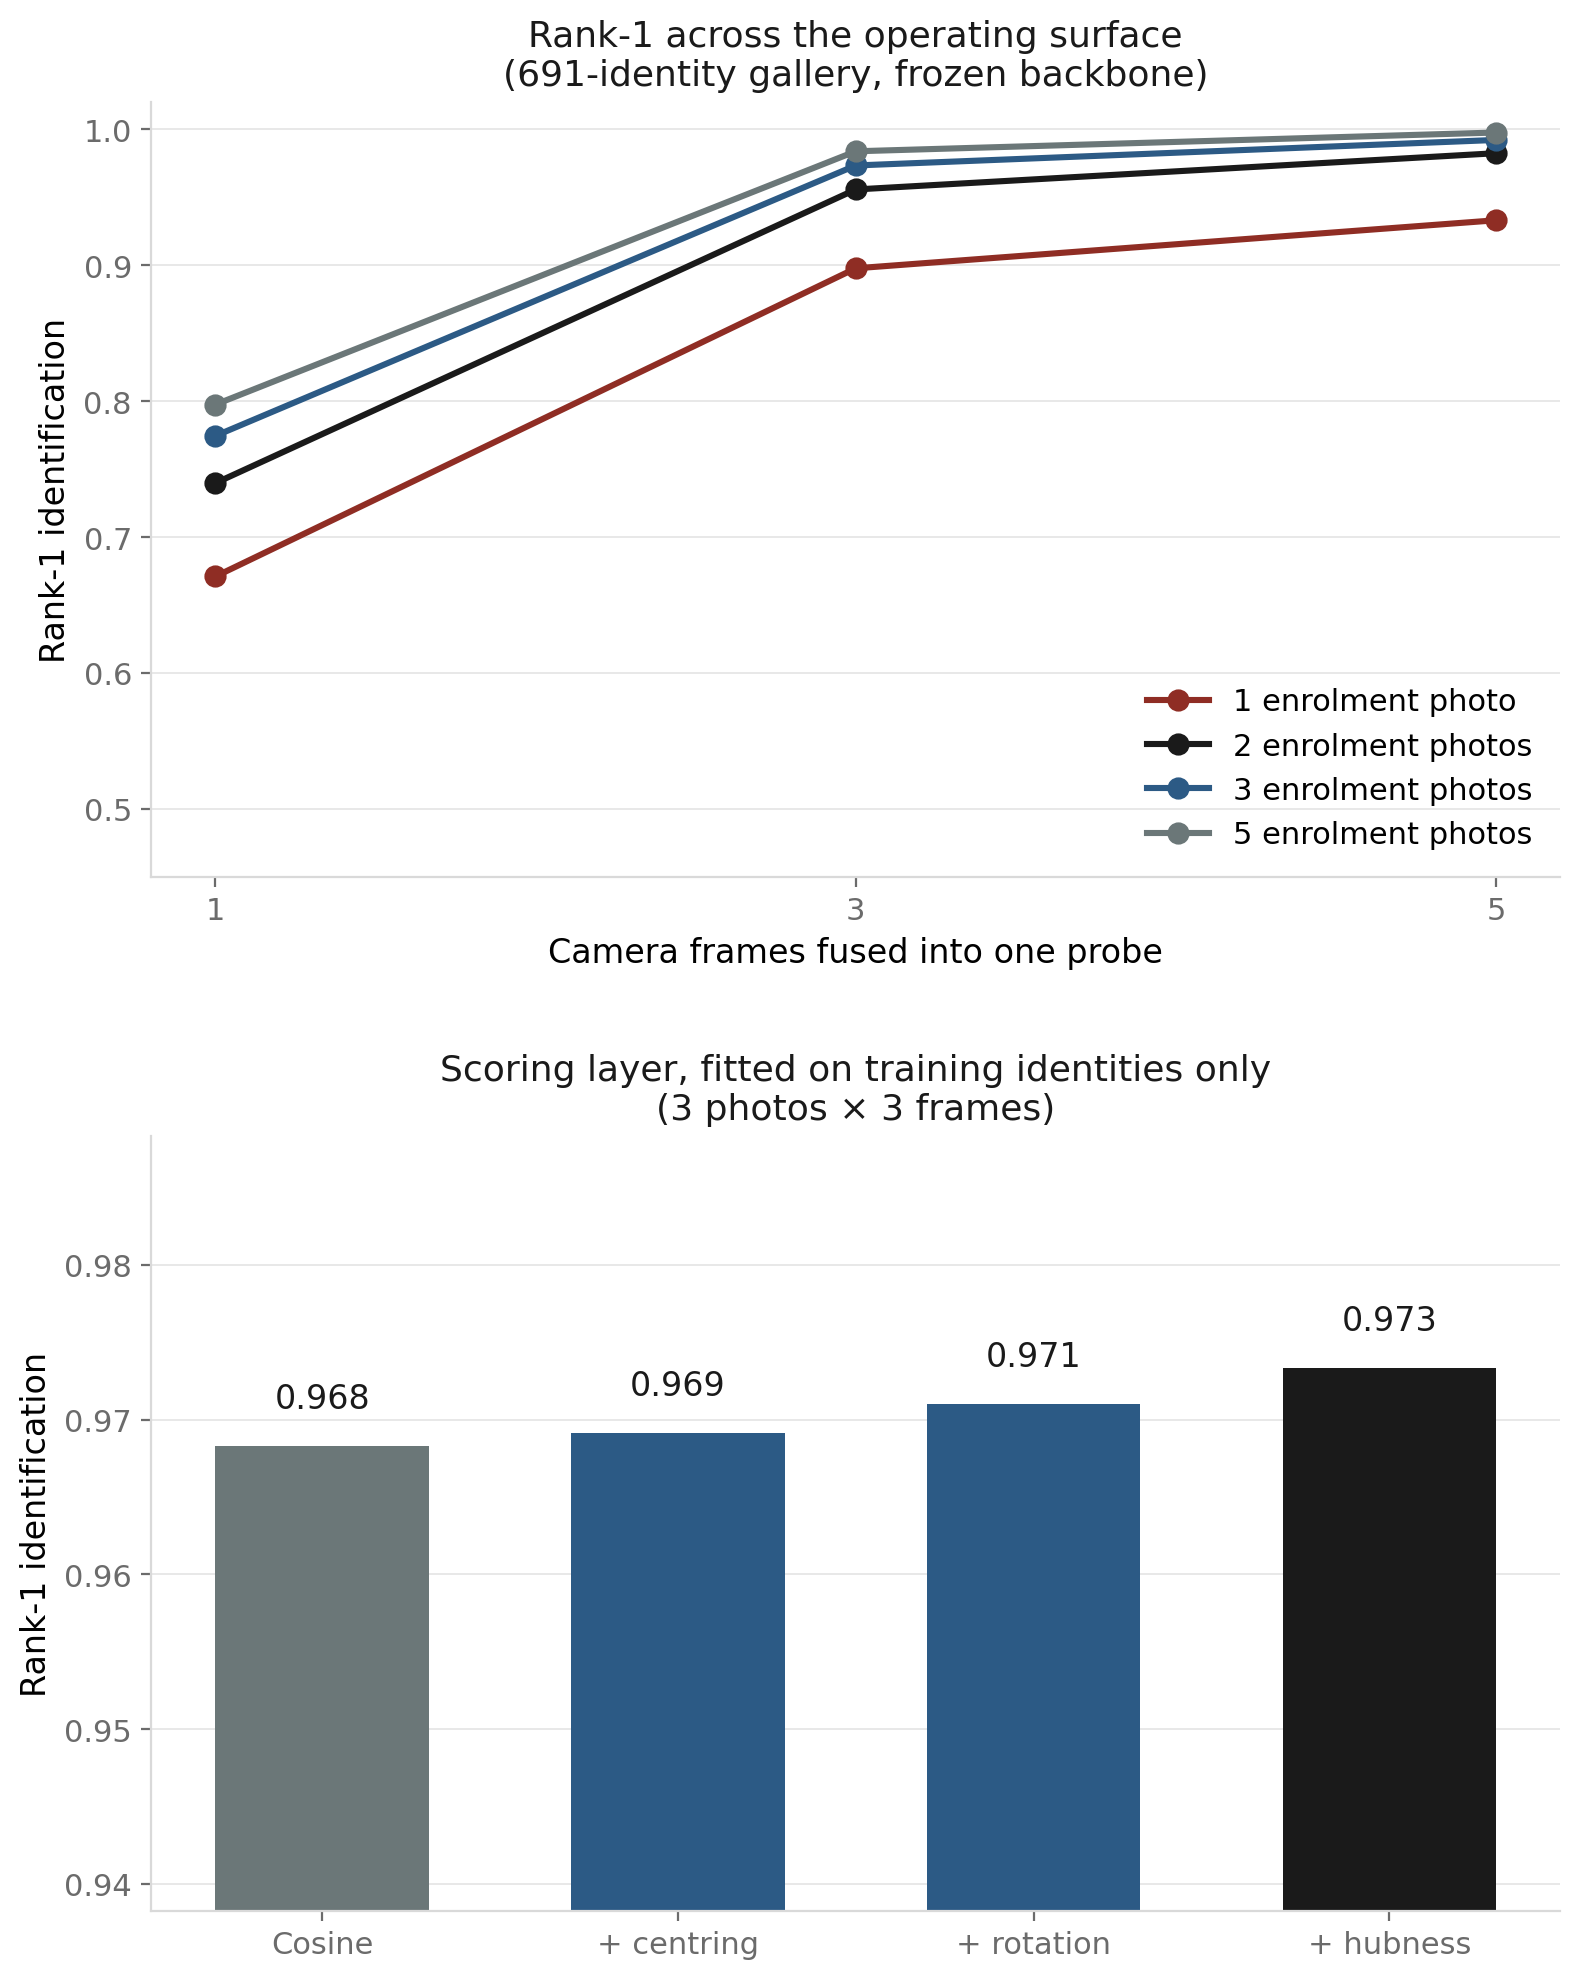 Rank-1 across the operating surface
(691-identity gallery, frozen backbone)
Rank-1 identification
1.0
0.9
0.8
0.7
0.6
0.5
1 enrolment photo
2 enrolment photos
3 enrolment photos
5 enrolment photos
1 3 5
Camera frames fused into one probe
Scoring layer, fitted on training identities only
(3 photos × 3 frames)
Rank-1 identification
0.98
0.97
0.96
0.95
0.94
0.968
0.969
0.971
0.973
Cosine + centring + rotation + hubness